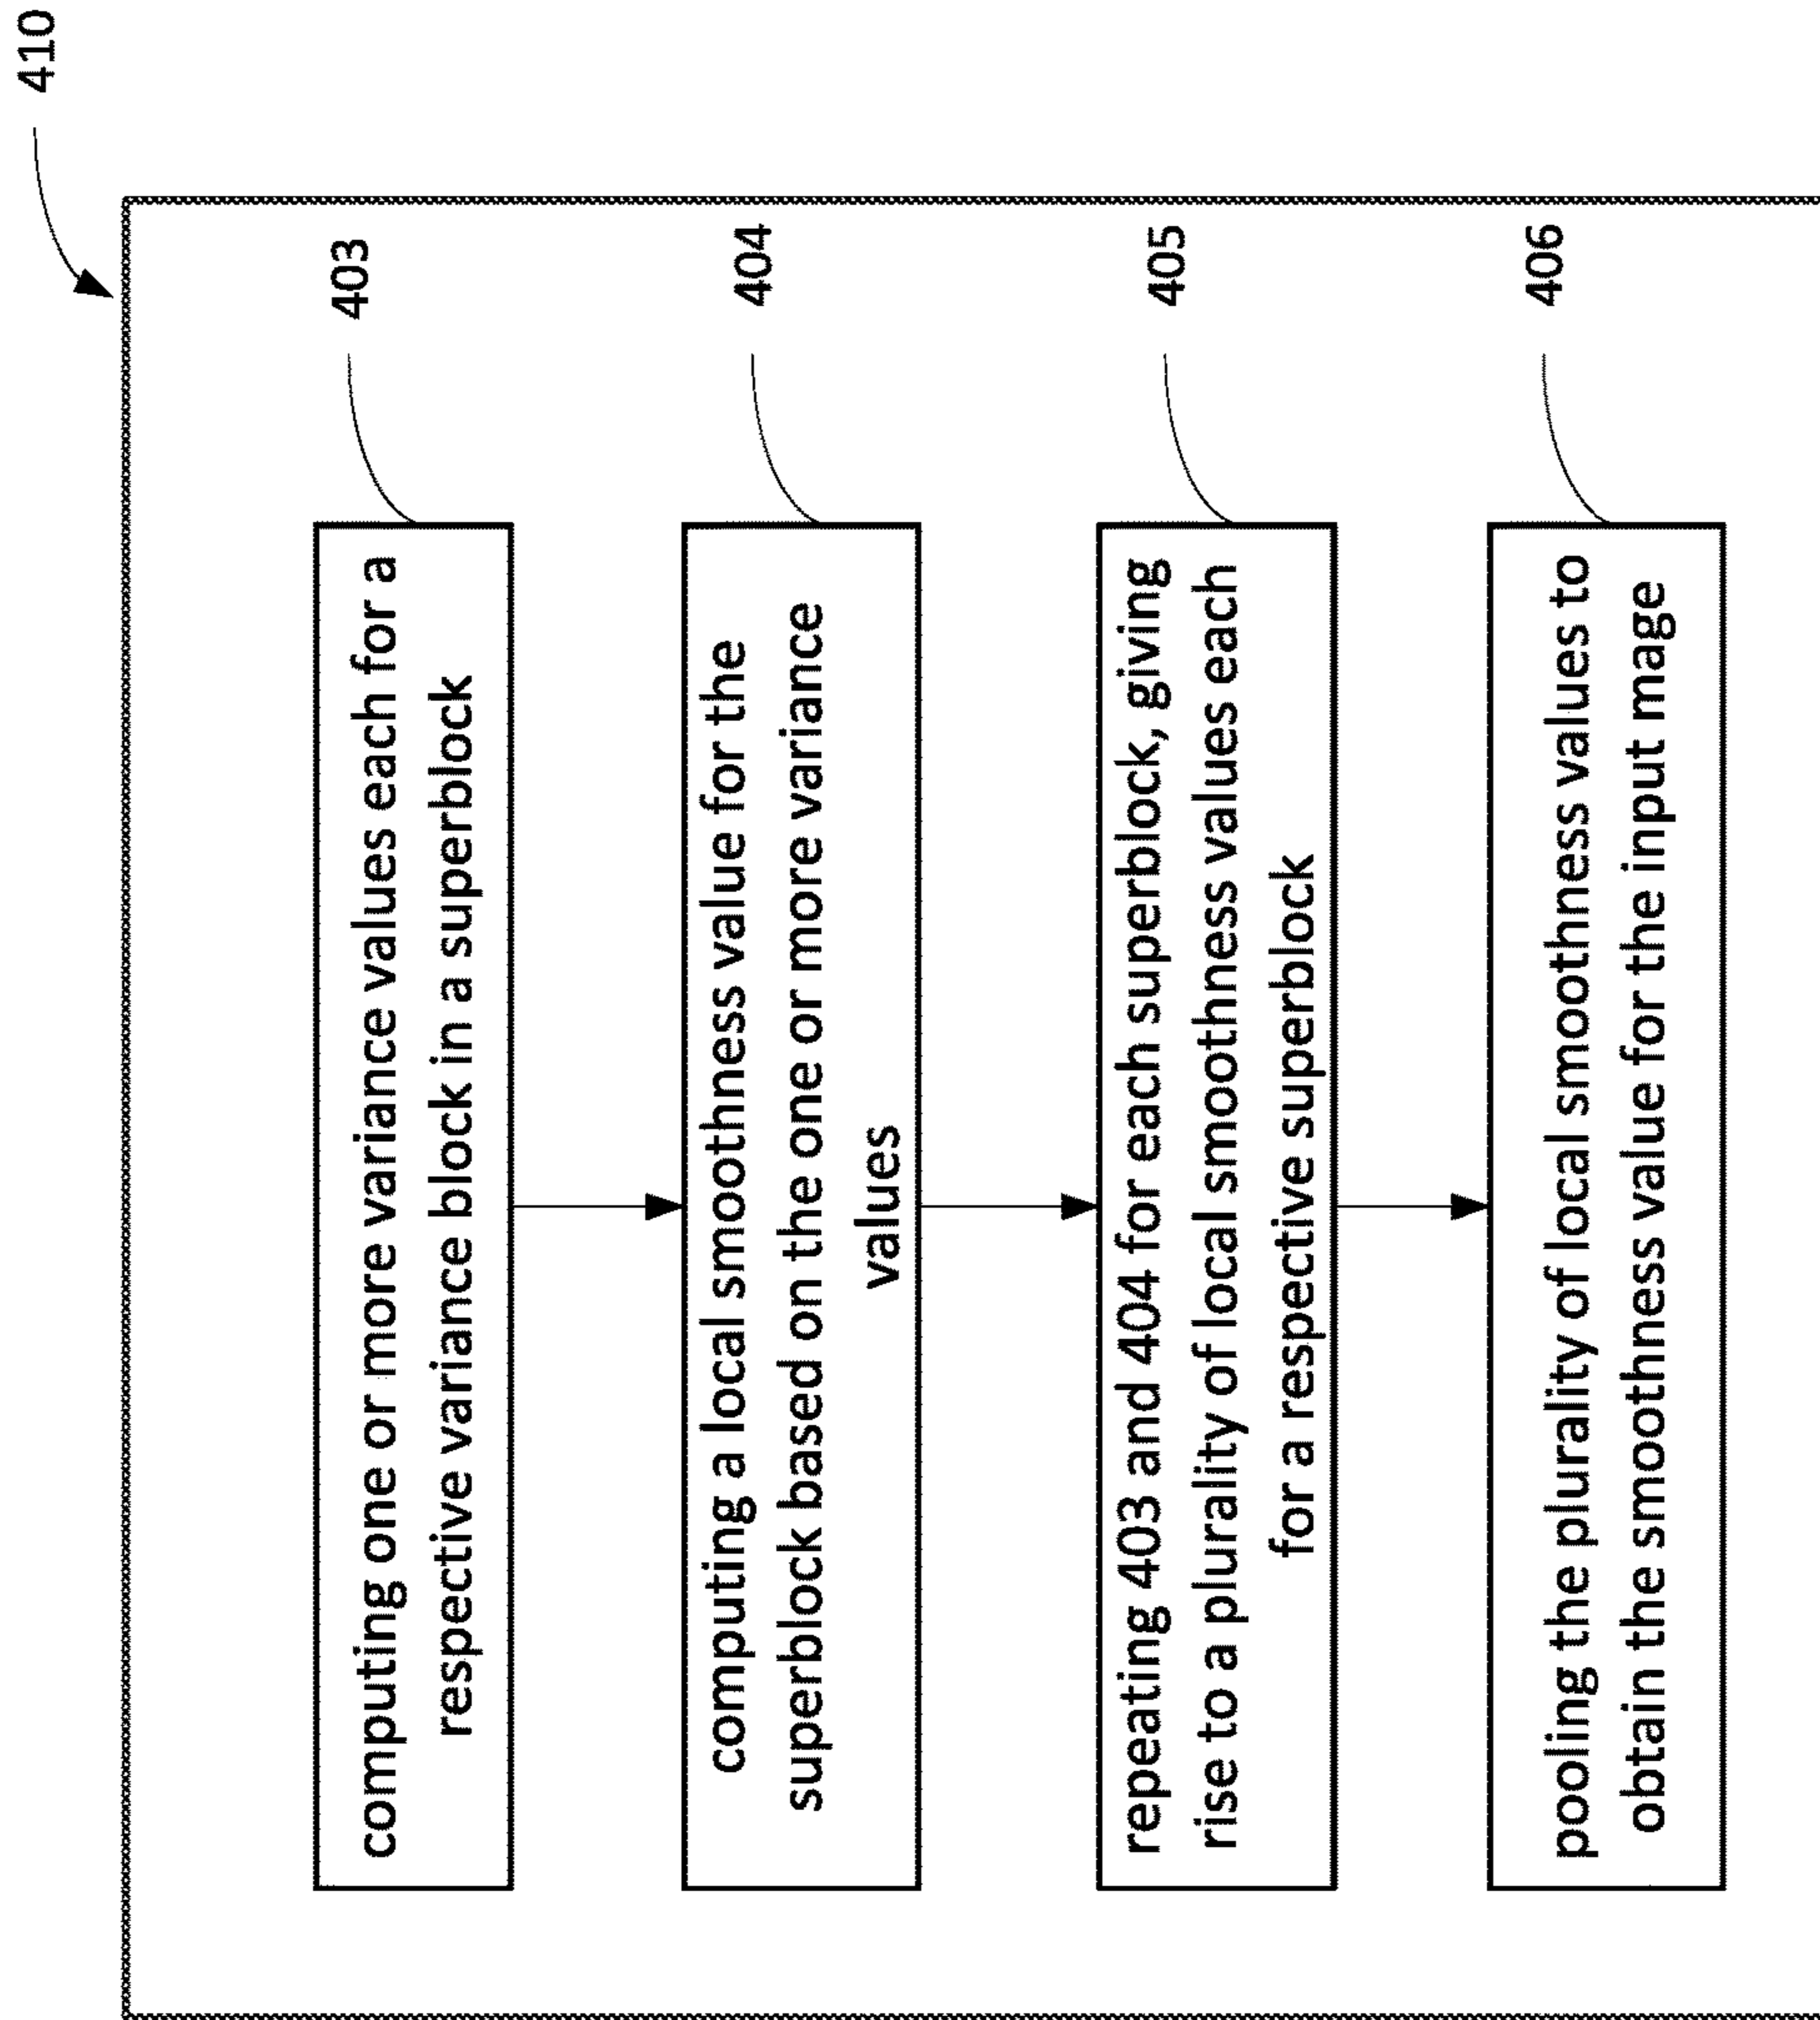 410
403
computing one or more variance values each for a
respective variance block in a superblock
404
computing a local smoothness value for the
superblock based on the one or more variance
values
405
repeating 403 and 404 for each superblock, giving
rise to a plurality of local smoothness values each
for a respective superblock
406
pooling the plurality of local smoothness values to
obtain the smoothness value for the input mage